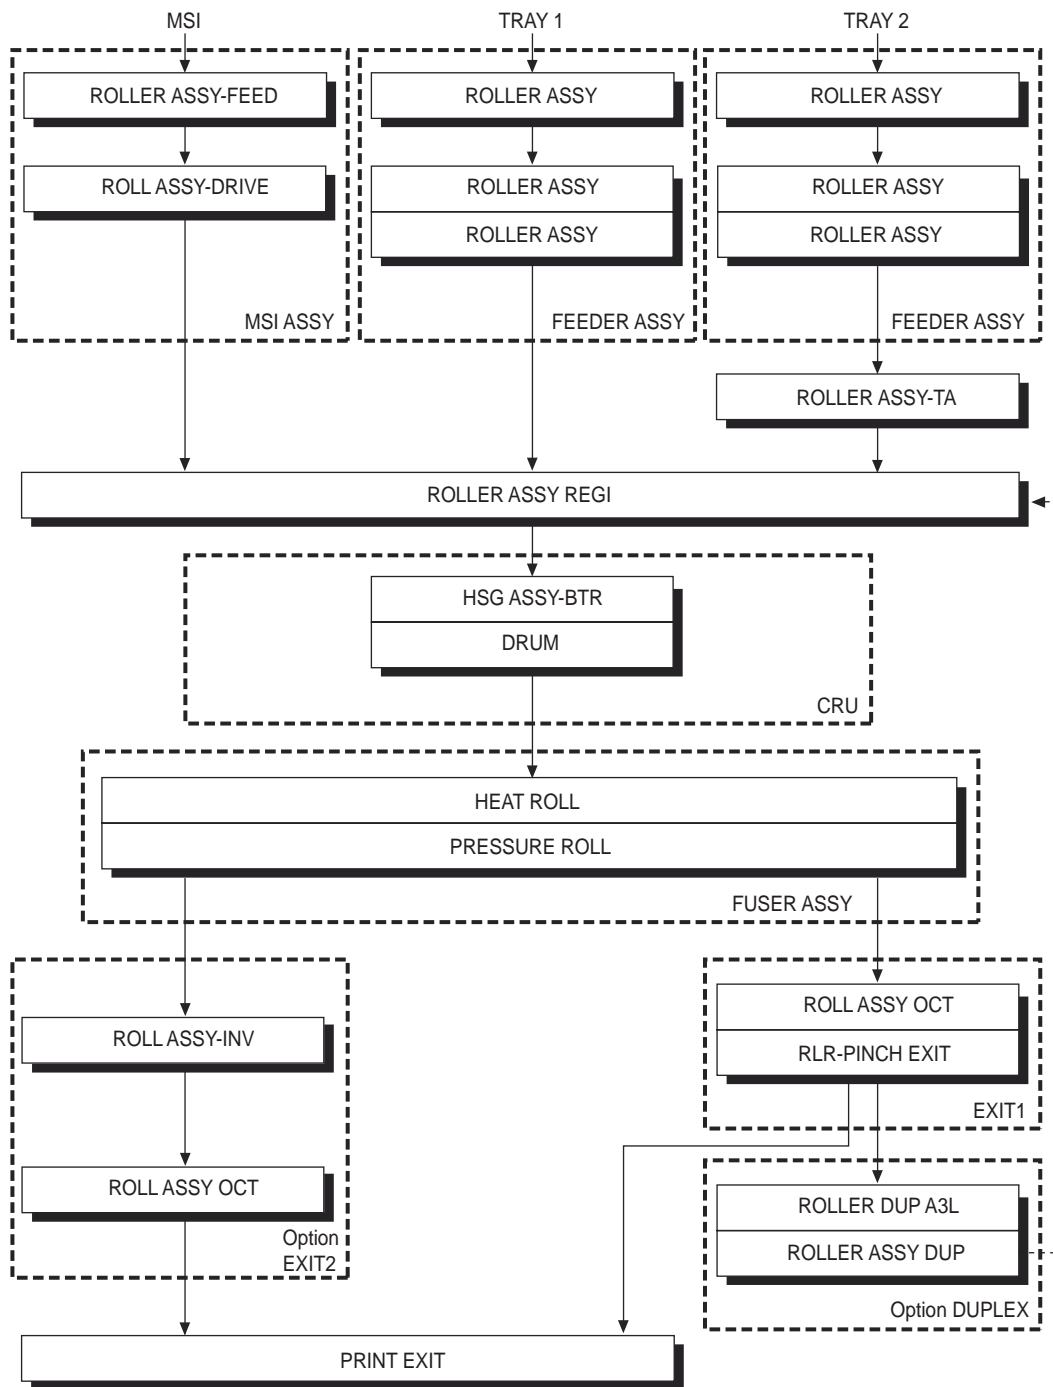 MSI
TRAY 1
TRAY 2
ROLLER ASSY-FEED
ROLLER ASSY
ROLLER ASSY
ROLL ASSY-DRIVE
ROLLER ASSY
ROLLER ASSY
ROLLER ASSY
ROLLER ASSY
MSI ASSY
FEEDER ASSY
FEEDER ASSY
ROLLER ASSY-TA
ROLLER ASSY REGI
HSG ASSY-BTR
DRUM
CRU
HEAT ROLL
PRESSURE ROLL
FUSER ASSY
ROLL ASSY-INV
ROLL ASSY OCT
Option
EXIT2
ROLL ASSY OCT
RLR-PINCH EXIT
EXIT1
ROLLER DUP A3L
ROLLER ASSY DUP
Option DUPLEX
PRINT EXIT